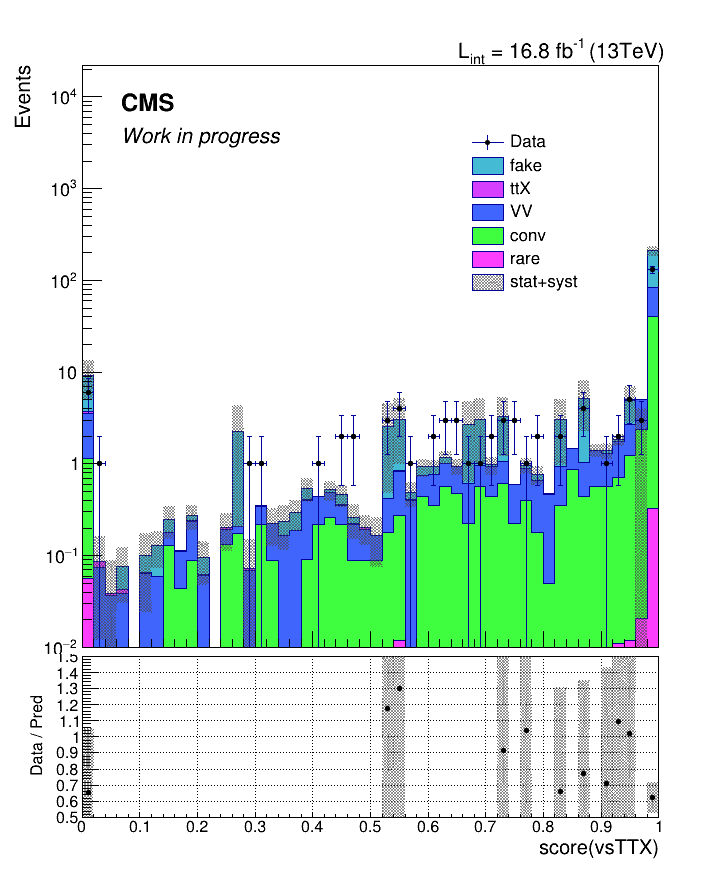 L_int = 16.8 fb^-1 (13TeV)
Events
CMS
Work in progress
Data
fake
ttX
VV
conv
rare
stat+syst
10^4
10^3
10^2
10
1
10^-1
10^-2
Data / Pred
1.5
1.4
1.3
1.2
1.1
1
0.9
0.8
0.7
0.6
0.5
0 0.1 0.2 0.3 0.4 0.5 0.6 0.7 0.8 0.9 1
score(vsTTX)